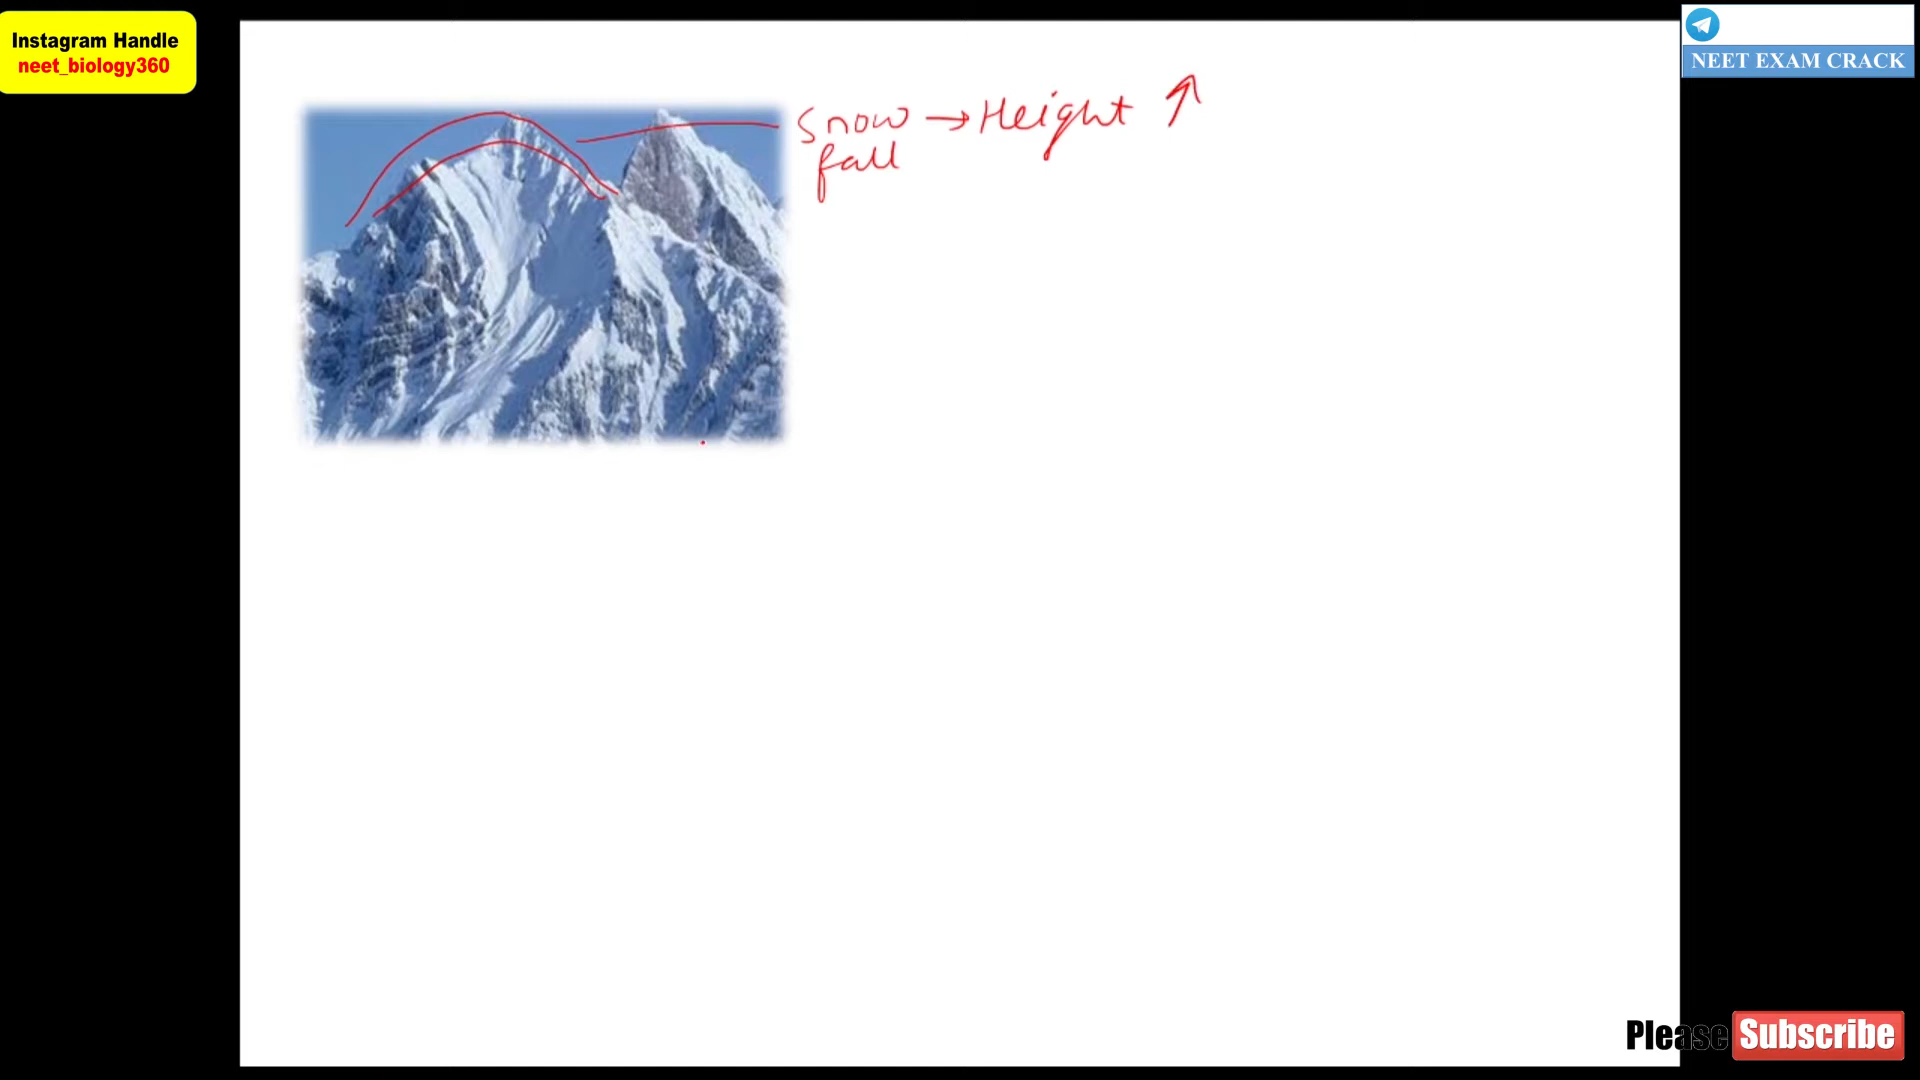 Instagram Handle
neet_biology360
NEET EXAM CRACK
Snow → Height ↑
fall
Please Subscribe